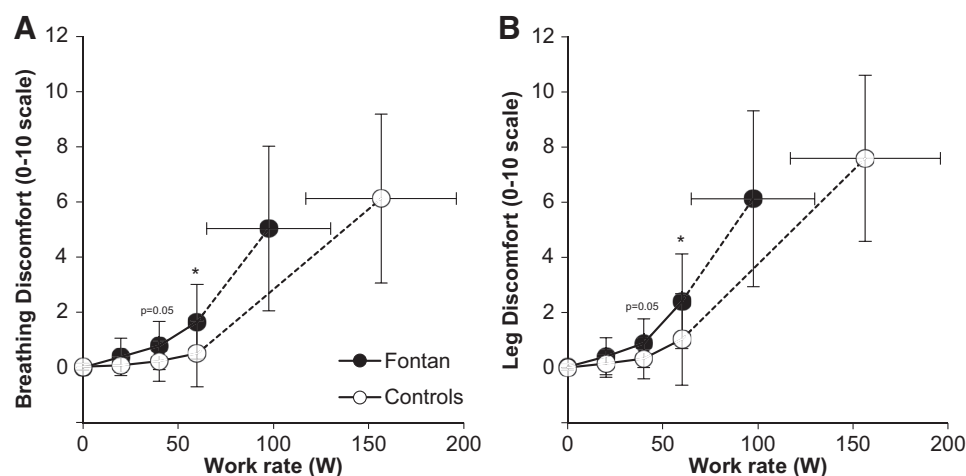 A
Breathing Discomfort (0-10 scale)
12
10
8
6
4
2
0
p=0.05
*
Fontan
Controls
0 50 100 150 200
Work rate (W)
B
Leg Discomfort (0-10 scale)
12
10
8
6
4
2
0
p=0.05
*
0 50 100 150 200
Work rate (W)